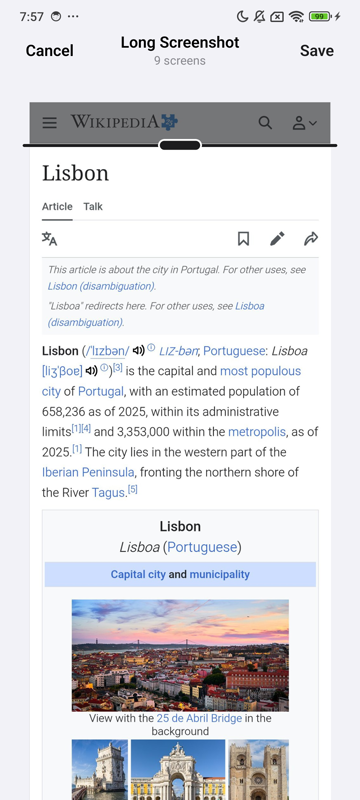 7:57 ··· 99
Cancel Long Screenshot Save
9 screens
WIKIPEDIA
Lisbon
Article Talk
This article is about the city in Portugal. For other uses, see
Lisbon (disambiguation).
"Lisboa" redirects here. For other uses, see Lisboa
(disambiguation).
Lisbon (/ˈlɪzbən/ ⓘ LIZ-bən; Portuguese: Lisboa
[liʒˈβoɐ] ⓘ)[3] is the capital and most populous
city of Portugal, with an estimated population of
658,236 as of 2025, within its administrative
limits[1][4] and 3,353,000 within the metropolis, as of
2025.[1] The city lies in the western part of the
Iberian Peninsula, fronting the northern shore of
the River Tagus.[5]
Lisbon
Lisboa (Portuguese)
Capital city and municipality
View with the 25 de Abril Bridge in the
background